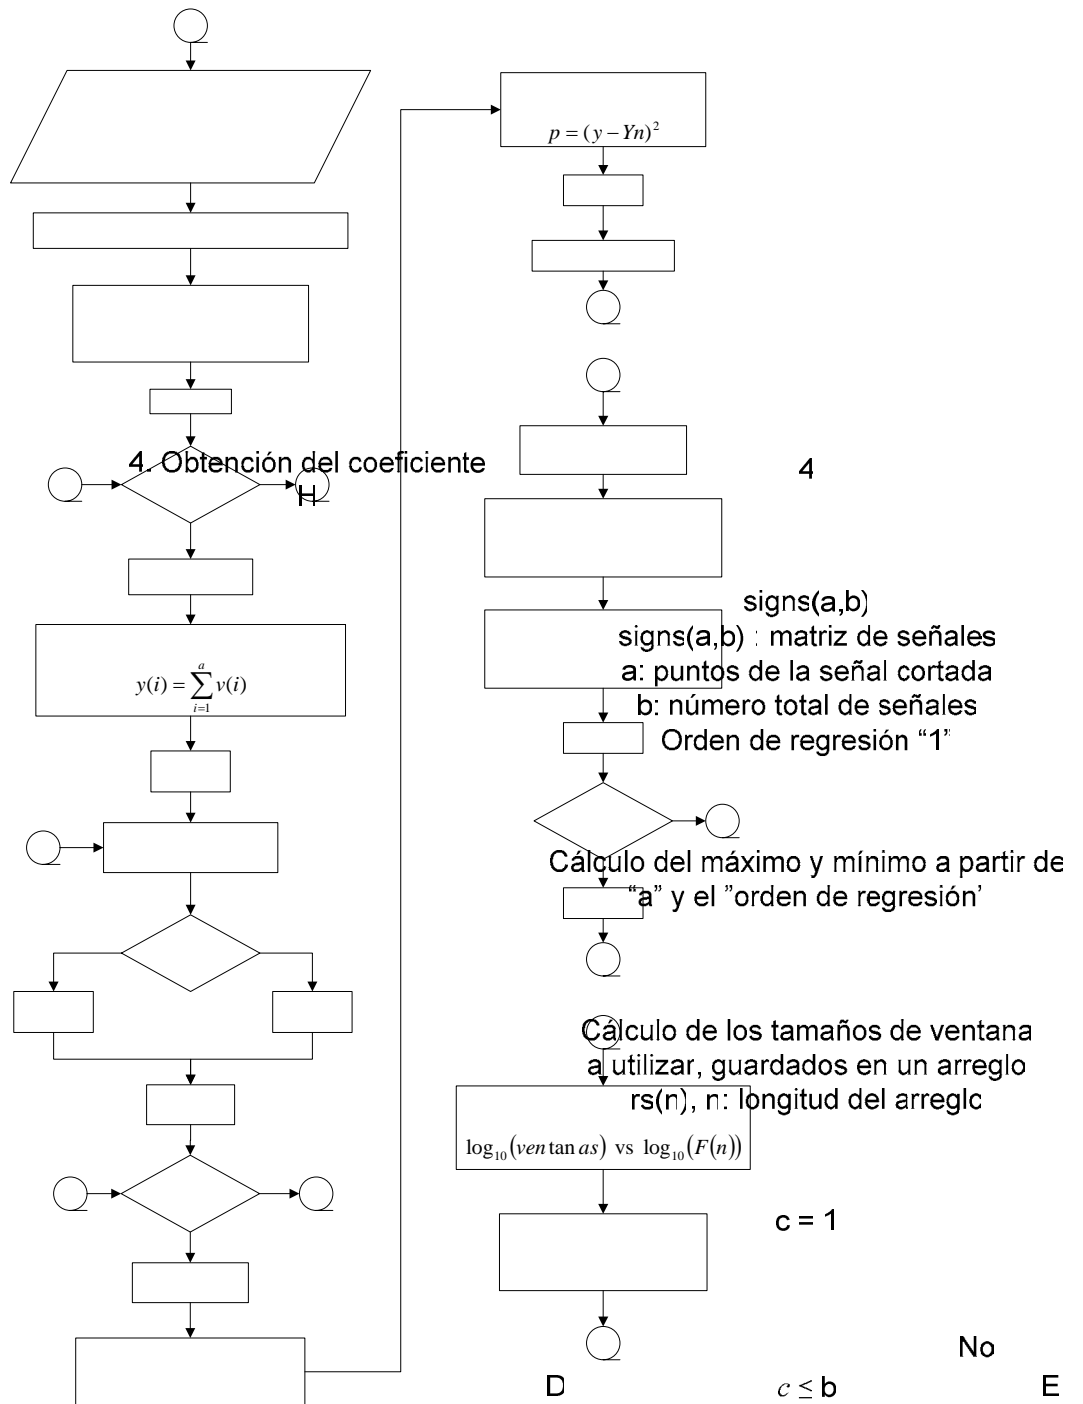 p = (y − Yn)²
4. Obtención del coeficiente
H
4
signs(a,b)
signs(a,b) : matriz de señales
a: puntos de la señal cortada
b: número total de señales
Orden de regresión “1”
y(i) = ∑ᵢ₌₁ᵃ v(i)
Cálculo del máximo y mínimo a partir de
“a” y el ”orden de regresión’
Cálculo de los tamaños de ventana
a utilizar, guardados en un arreglo
rs(n), n: longitud del arreglo
log₁₀(ventanas) vs log₁₀(F(n))
c = 1
No
D
c ≤ b
E